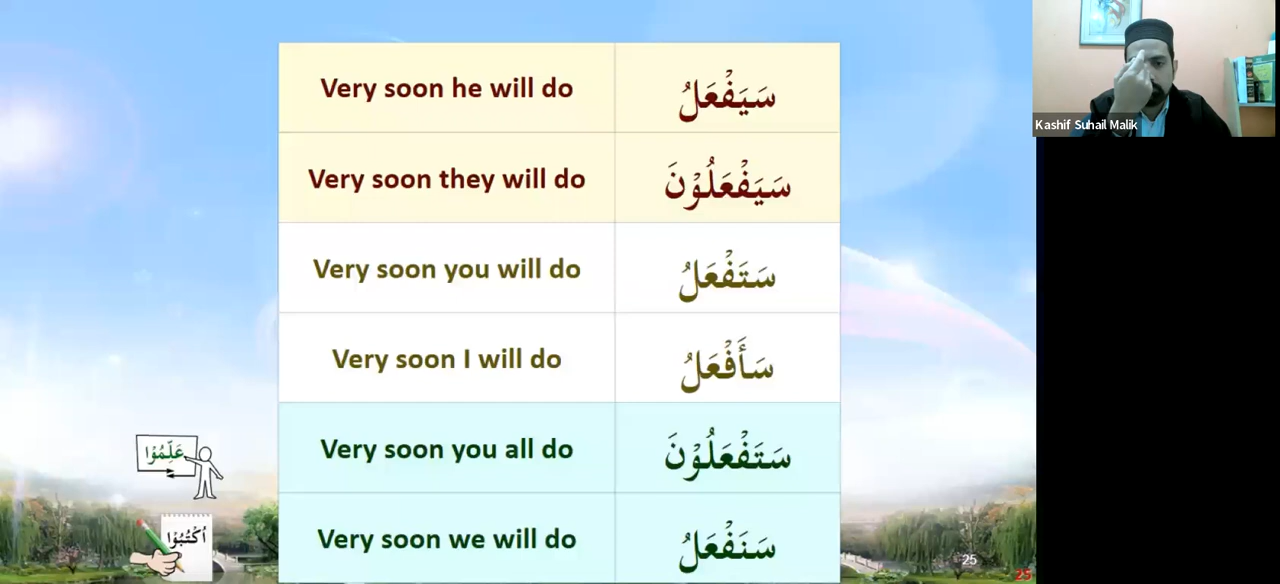 Very soon he will do سَيَفْعَلُ
Very soon they will do سَيَفْعَلُوْنَ
Very soon you will do سَتَفْعَلُ
Very soon I will do سَأَفْعَلُ
Very soon you all do سَتَفْعَلُوْنَ
Very soon we will do سَنَفْعَلُ
عَلِّمُوْا
اُكْتُبُوْا
25
25
Kashif Suhail Malik